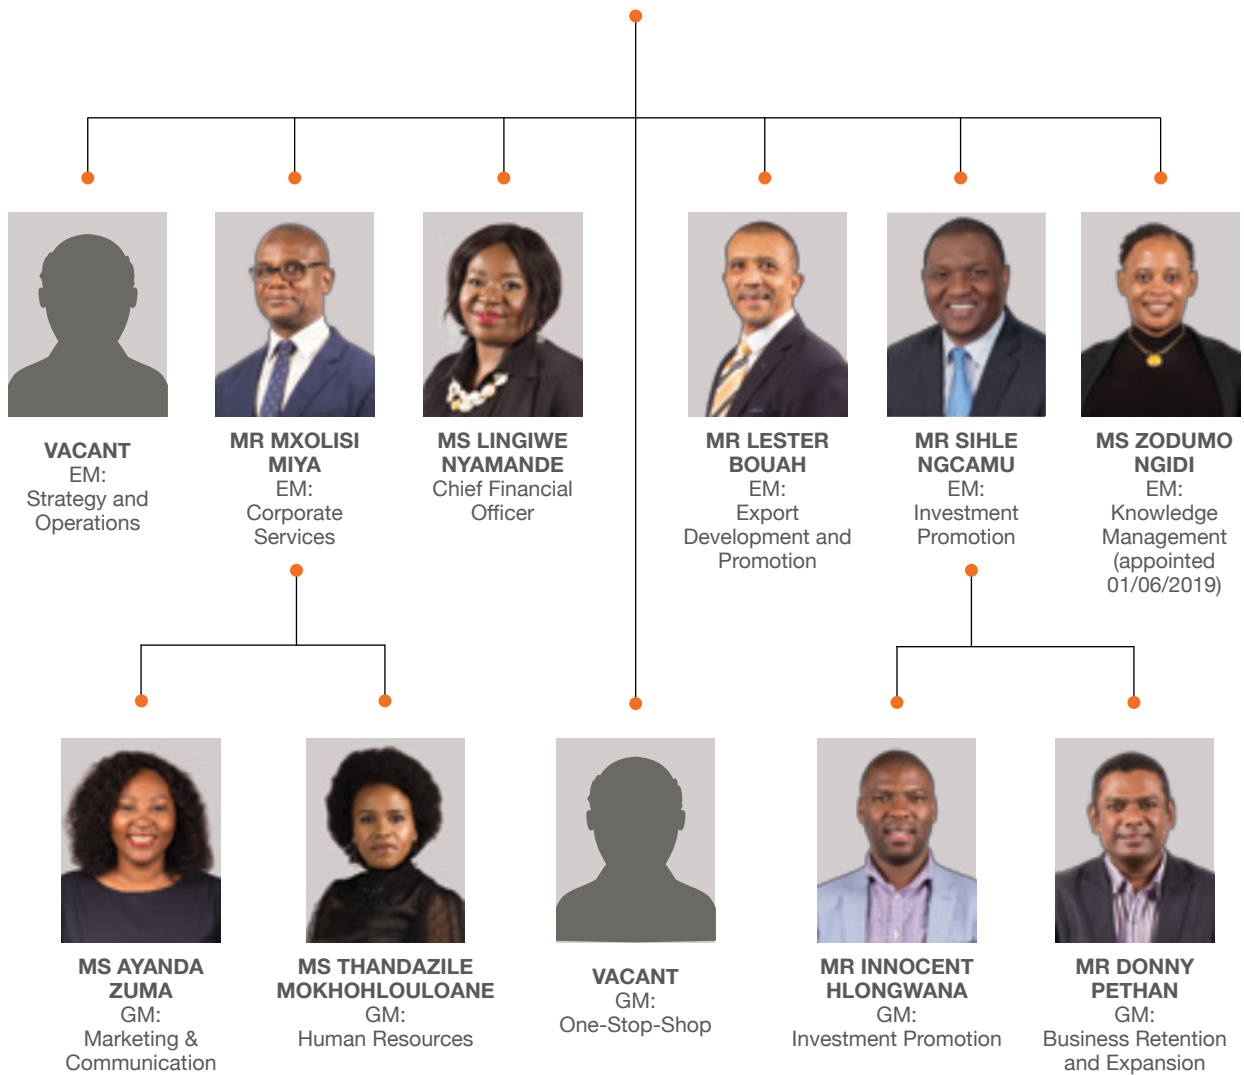 VACANT
EM:
Strategy and
Operations
MR MXOLISI
MIYA
EM:
Corporate
Services
MS LINGIWE
NYAMANDE
Chief Financial
Officer
MR LESTER
BOUAH
EM:
Export
Development and
Promotion
MR SIHLE
NGCAMU
EM:
Investment
Promotion
MS ZODUMO
NGIDI
EM:
Knowledge
Management
(appointed
01/06/2019)
MS AYANDA
ZUMA
GM:
Marketing &
Communication
MS THANDAZILE
MOKHOHLOULOANE
GM:
Human Resources
VACANT
GM:
One-Stop-Shop
MR INNOCENT
HLONGWANA
GM:
Investment Promotion
MR DONNY
PETHAN
GM:
Business Retention
and Expansion